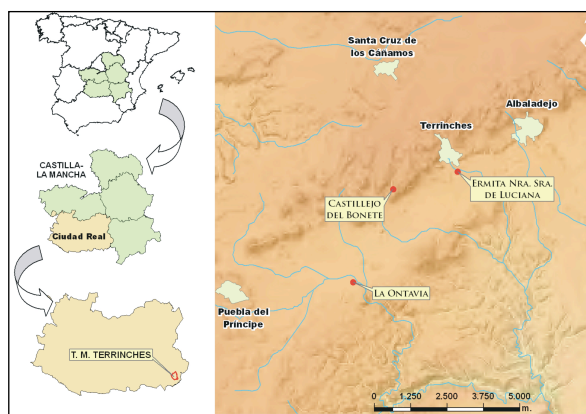 CASTILLA-
LA MANCHA
Ciudad Real
T. M. TERRINCHES
Santa Cruz de
los Cáñamos
Albaladejo
Terrinches
ERMITA NRA. SRA.
DE LUCIANA
CASTILLEJO
DEL BONETE
LA ONTAVIA
Puebla del
Príncipe
0 1.250 2.500 3.750 5.000
m.